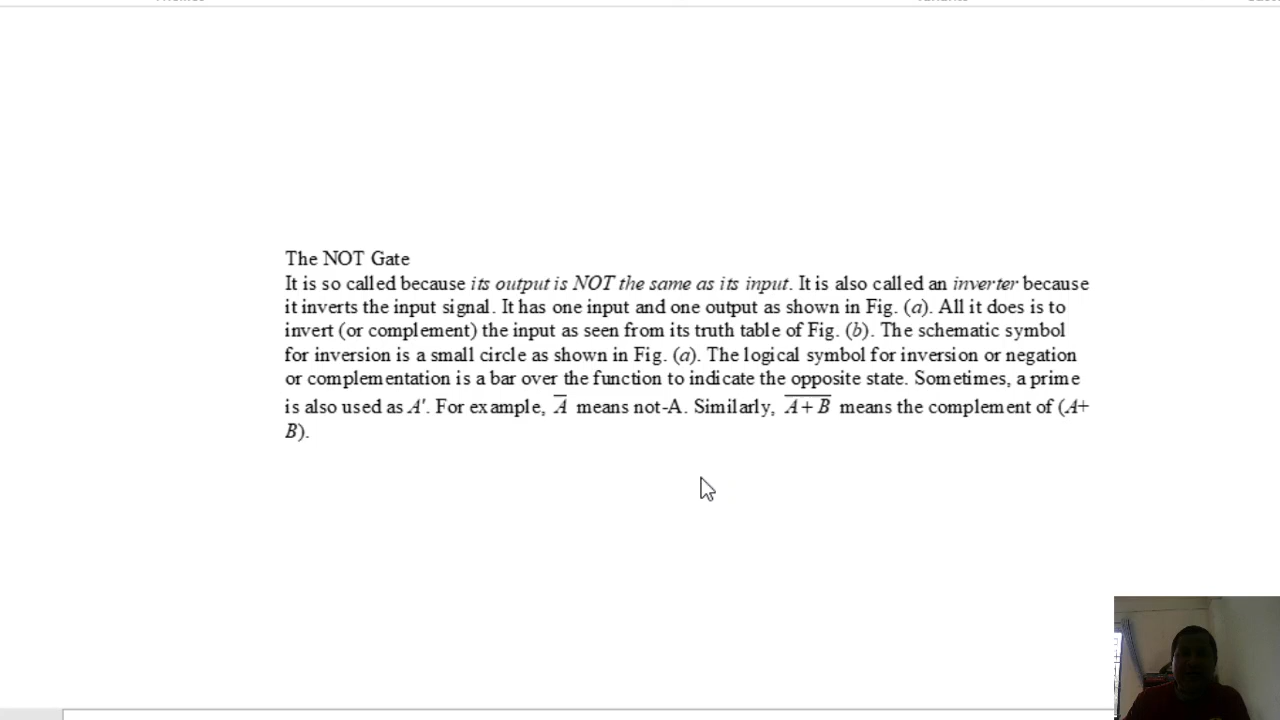 The NOT Gate
It is so called because its output is NOT the same as its input. It is also called an inverter because
it inverts the input signal. It has one input and one output as shown in Fig. (a). All it does is to
invert (or complement) the input as seen from its truth table of Fig. (b). The schematic symbol
for inversion is a small circle as shown in Fig. (a). The logical symbol for inversion or negation
or complementation is a bar over the function to indicate the opposite state. Sometimes, a prime
is also used as A′. For example, A̅ means not-A. Similarly, A̅+̅B̅ means the complement of (A+
B).